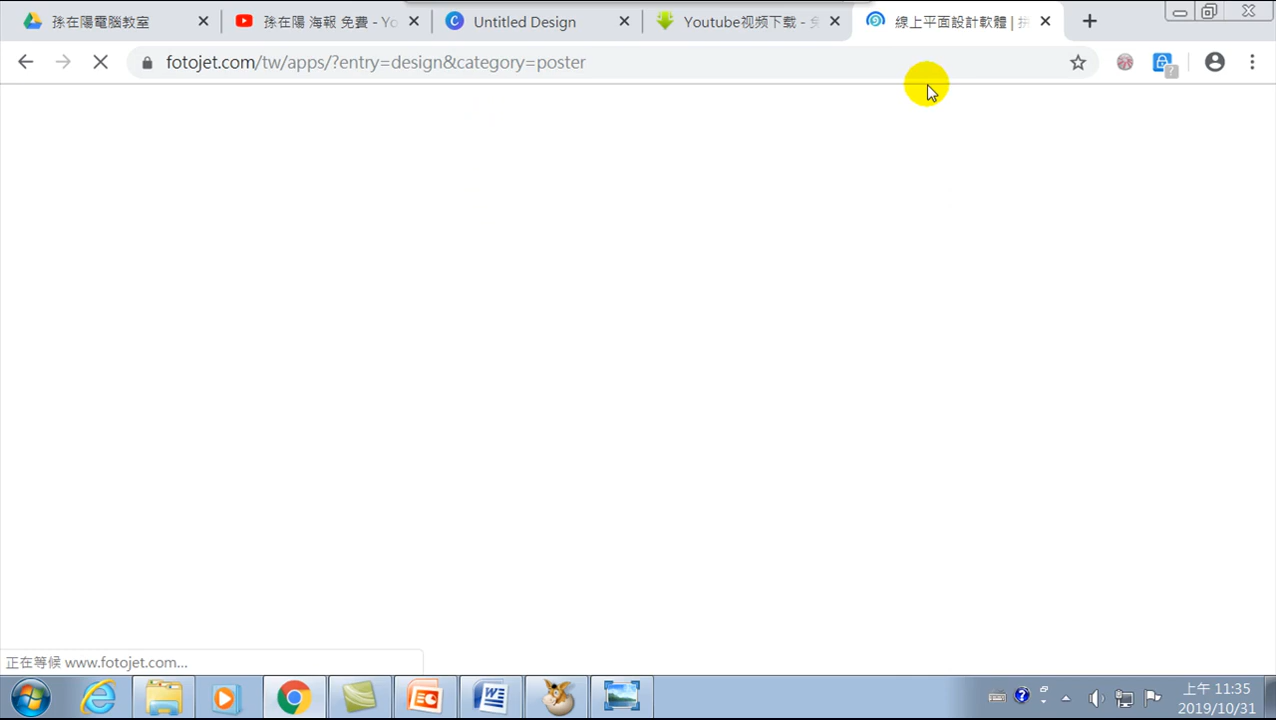 孫在陽電腦教室
孫在陽 海報 免費 - Yo
Untitled Design
Youtube视频下载 - 免
線上平面設計軟體 | 拼
fotojet.com/tw/apps/?entry=design&category=poster
正在等候 www.fotojet.com...
上午 11:35
2019/10/31